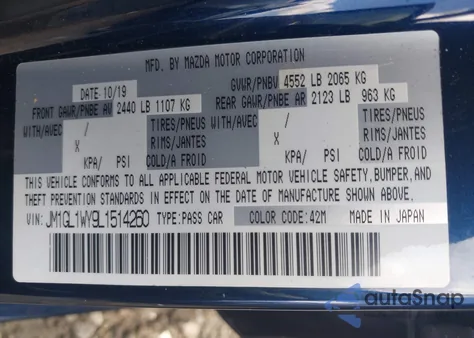 MFD. BY MAZDA MOTOR CORPORATION
DATE-10/19 GVWR/PNBV 4552 LB 2065 KG
FRONT GAWR/PNBE AV 2440 LB 1107 KG REAR GAWR/PNBE AR 2123 LB 963 KG
WITH/AVEC / TIRES/PNEUS WITH/AVEC / TIRES/PNEUS
X RIMS/JANTES X RIMS/JANTES
KPA/ PSI COLD/A FROID KPA/ PSI COLD/A FROID
THIS VEHICLE CONFORMS TO ALL APPLICABLE FEDERAL MOTOR VEHICLE SAFETY, BUMPER, AND
THEFT PREVENTION STANDARDS IN EFFECT ON THE DATE OF MANUFACTURE SHOWN ABOVE.
VIN: JM1GL1WY9L1514260 TYPE:PASS CAR COLOR CODE:42M MADE IN JAPAN
autoSnap